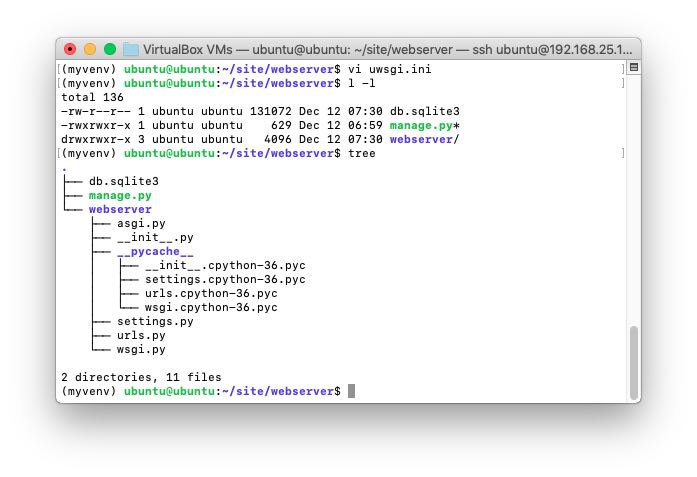 VirtualBox VMs — ubuntu@ubuntu: ~/site/webserver — ssh ubuntu@192.168.25.1...
[(myvenv) ubuntu@ubuntu:~/site/webserver$ vi uwsgi.ini ]
[(myvenv) ubuntu@ubuntu:~/site/webserver$ l -l ]
total 136
-rw-r--r-- 1 ubuntu ubuntu 131072 Dec 12 07:30 db.sqlite3
-rwxrwxr-x 1 ubuntu ubuntu    629 Dec 12 06:59 manage.py*
drwxrwxr-x 3 ubuntu ubuntu   4096 Dec 12 07:30 webserver/
[(myvenv) ubuntu@ubuntu:~/site/webserver$ tree ]
.
├── db.sqlite3
├── manage.py
└── webserver
    ├── asgi.py
    ├── __init__.py
    ├── __pycache__
    │   ├── __init__.cpython-36.pyc
    │   ├── settings.cpython-36.pyc
    │   ├── urls.cpython-36.pyc
    │   └── wsgi.cpython-36.pyc
    ├── settings.py
    ├── urls.py
    └── wsgi.py
2 directories, 11 files
(myvenv) ubuntu@ubuntu:~/site/webserver$